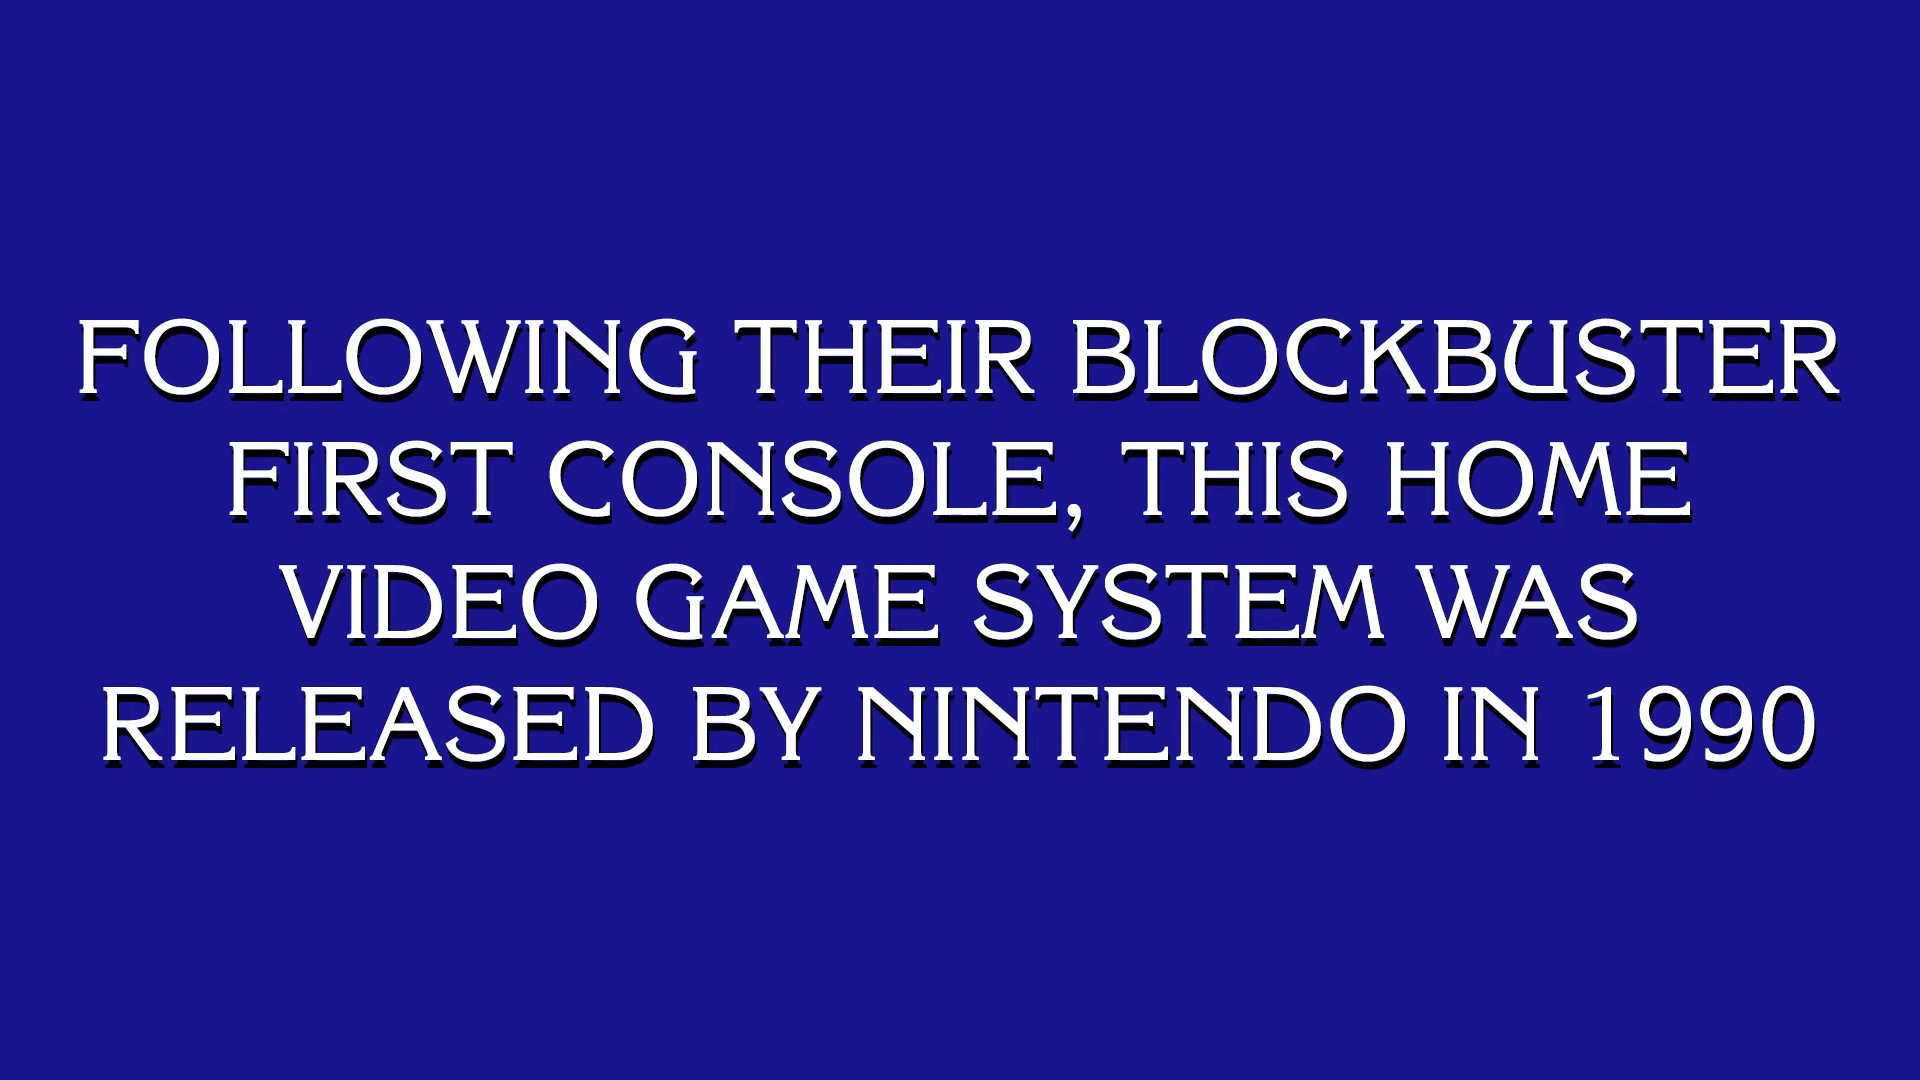 FOLLOWING THEIR BLOCKBUSTER
FIRST CONSOLE, THIS HOME
VIDEO GAME SYSTEM WAS
RELEASED BY NINTENDO IN 1990